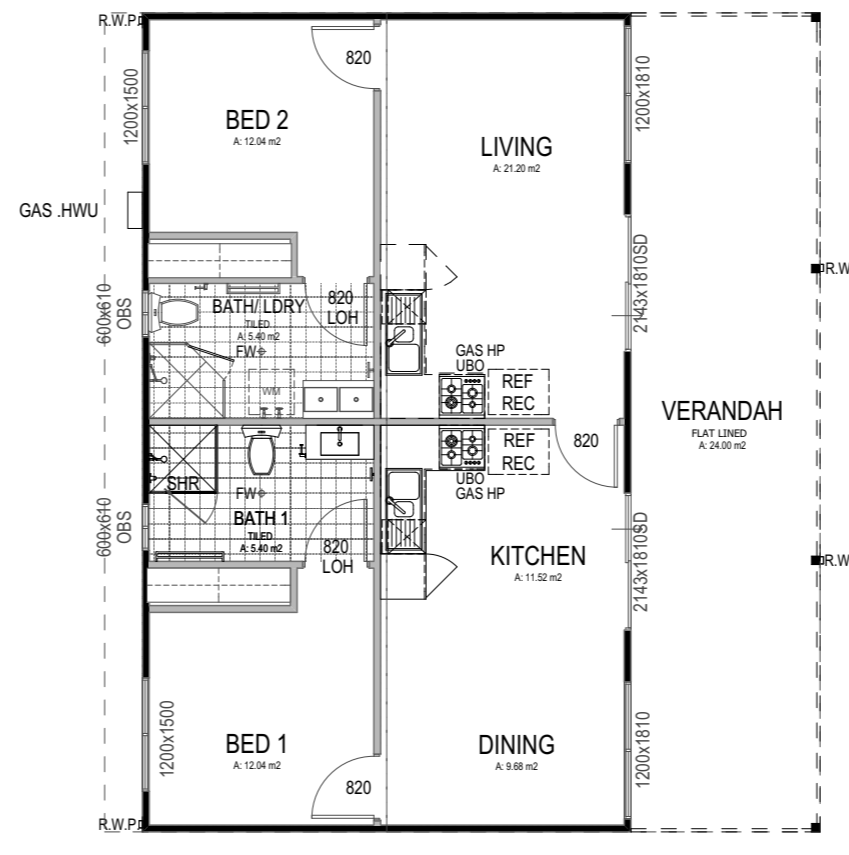 R.W.P
820
1200x1500
1200x1810
BED 2
A: 12.04 m2
LIVING
A: 21.20 m2
GAS .HWU
R.W
2143x1810SD
600x610
OBS
BATH/ LDRY
TILED
A: 5.40 m2
820
LOH
FW
WM
GAS HP
UBO
REF
REC
VERANDAH
FLAT LINED
A: 24.00 m2
REF
REC
820
UBO
GAS HP
SHR
FW
BATH 1
TILED
A: 5.40 m2
600x610
OBS
820
LOH
KITCHEN
A: 11.52 m2
2143x1810SD
R.W
1200x1500
BED 1
A: 12.04 m2
DINING
A: 9.68 m2
1200x1810
820
R.W.P